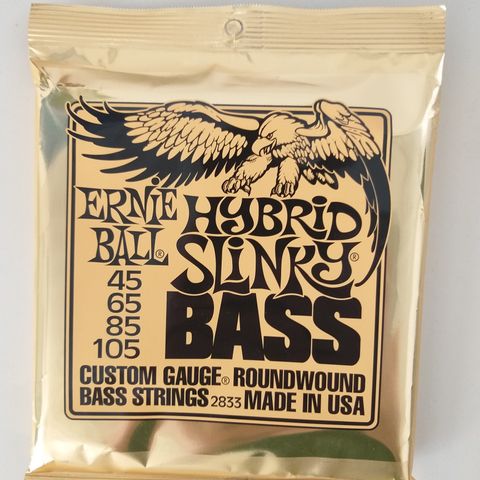 ERNIE BALL®
HYBRID SLINKY®
BASS
45
65
85
105
CUSTOM GAUGE® ROUNDWOUND
BASS STRINGS 2833 MADE IN USA